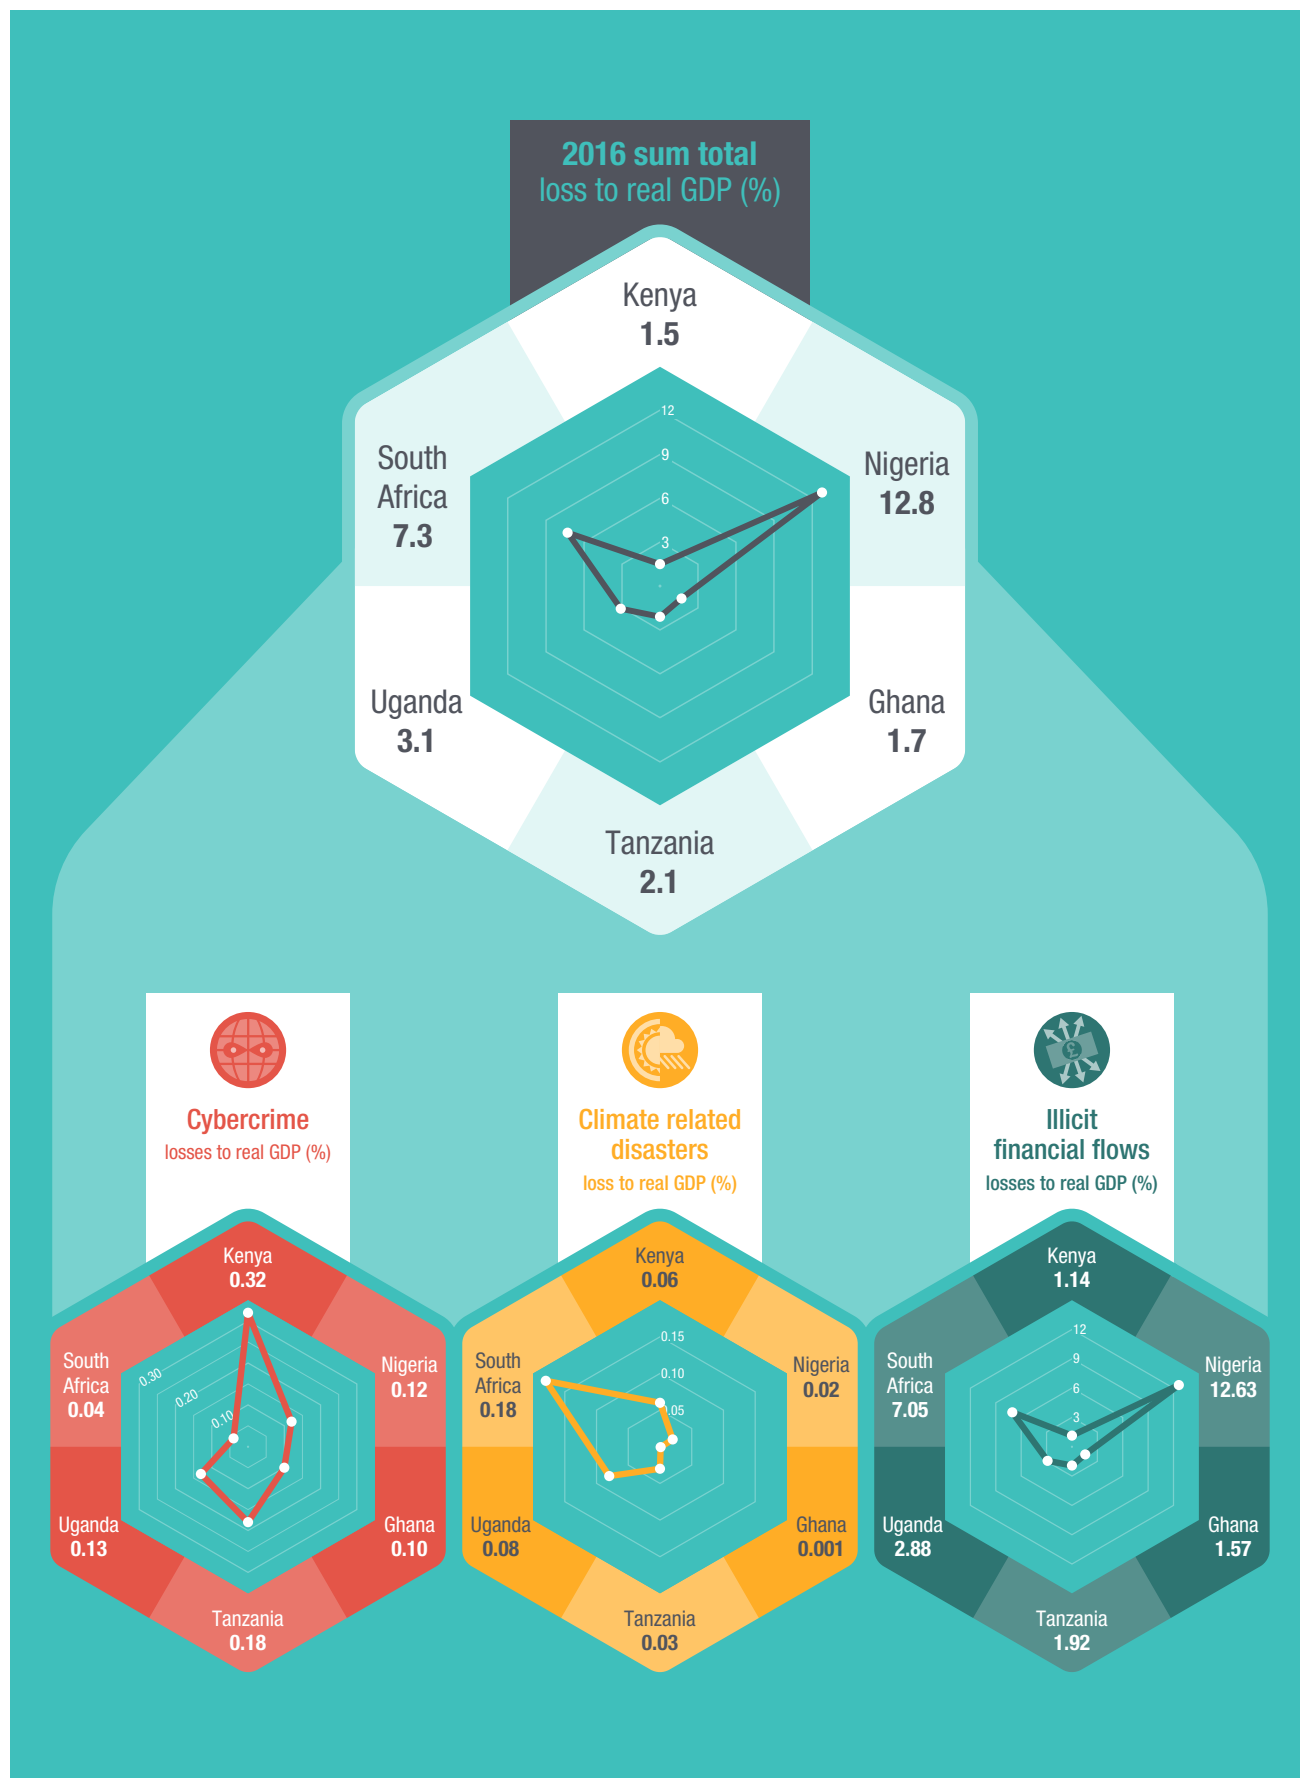 2016 sum total
loss to real GDP (%)
Kenya
1.5
12
9
6
3
South
Africa
7.3
Nigeria
12.8
Uganda
3.1
Ghana
1.7
Tanzania
2.1
Cybercrime
losses to real GDP (%)
Kenya
0.32
South
Africa
0.04
Nigeria
0.12
0.30
0.20
0.10
Uganda
0.13
Ghana
0.10
Tanzania
0.18
Climate related
disasters
loss to real GDP (%)
Kenya
0.06
0.15
0.10
.05
South
Africa
0.18
Nigeria
0.02
Uganda
0.08
Ghana
0.001
Tanzania
0.03
Illicit
financial flows
losses to real GDP (%)
£
Kenya
1.14
12
9
6
3
South
Africa
7.05
Nigeria
12.63
Uganda
2.88
Ghana
1.57
Tanzania
1.92